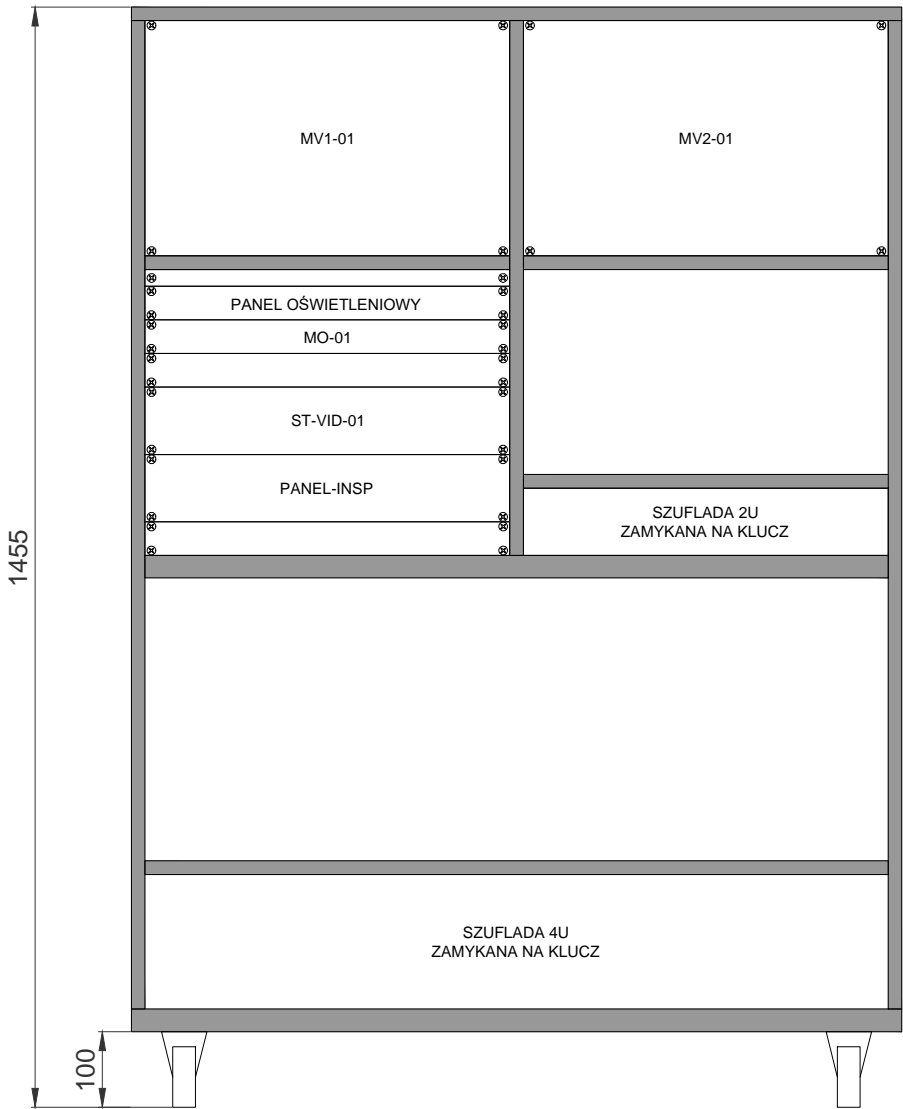 MV1-01
MV2-01
PANEL OŚWIETLENIOWY
MO-01
ST-VID-01
PANEL-INSP
SZUFLADA 2U
ZAMYKANA NA KLUCZ
1455
SZUFLADA 4U
ZAMYKANA NA KLUCZ
100